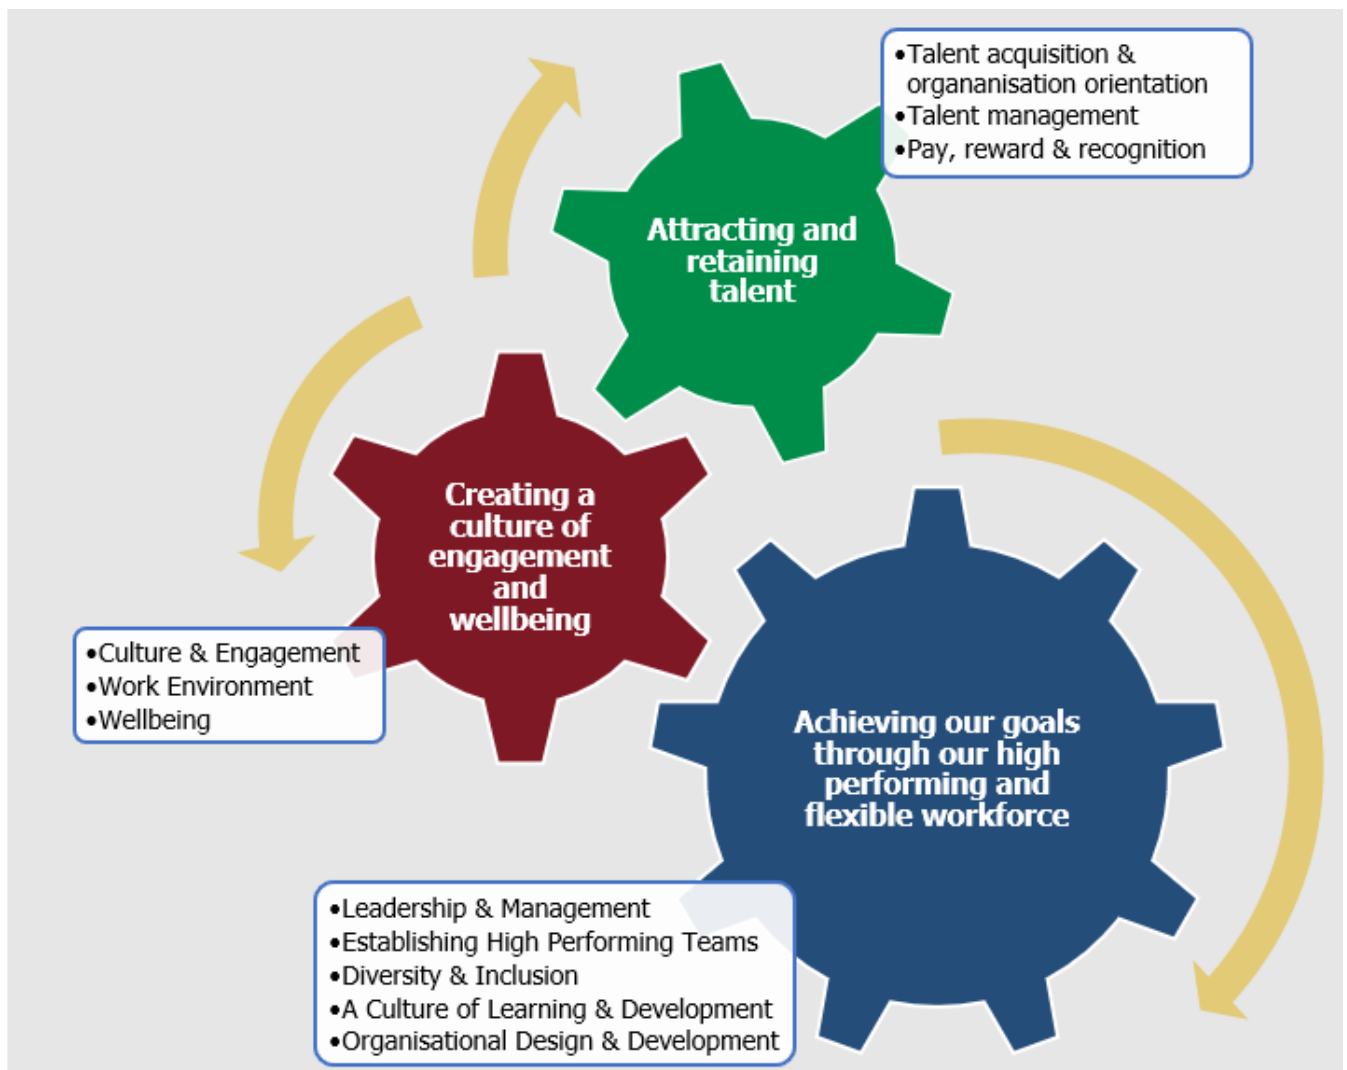 •Talent acquisition &
organanisation orientation
•Talent management
•Pay, reward & recognition
Attracting and
retaining
talent
Creating a
culture of
engagement
and
wellbeing
•Culture & Engagement
•Work Environment
•Wellbeing
Achieving our goals
through our high
performing and
flexible workforce
•Leadership & Management
•Establishing High Performing Teams
•Diversity & Inclusion
•A Culture of Learning & Development
•Organisational Design & Development